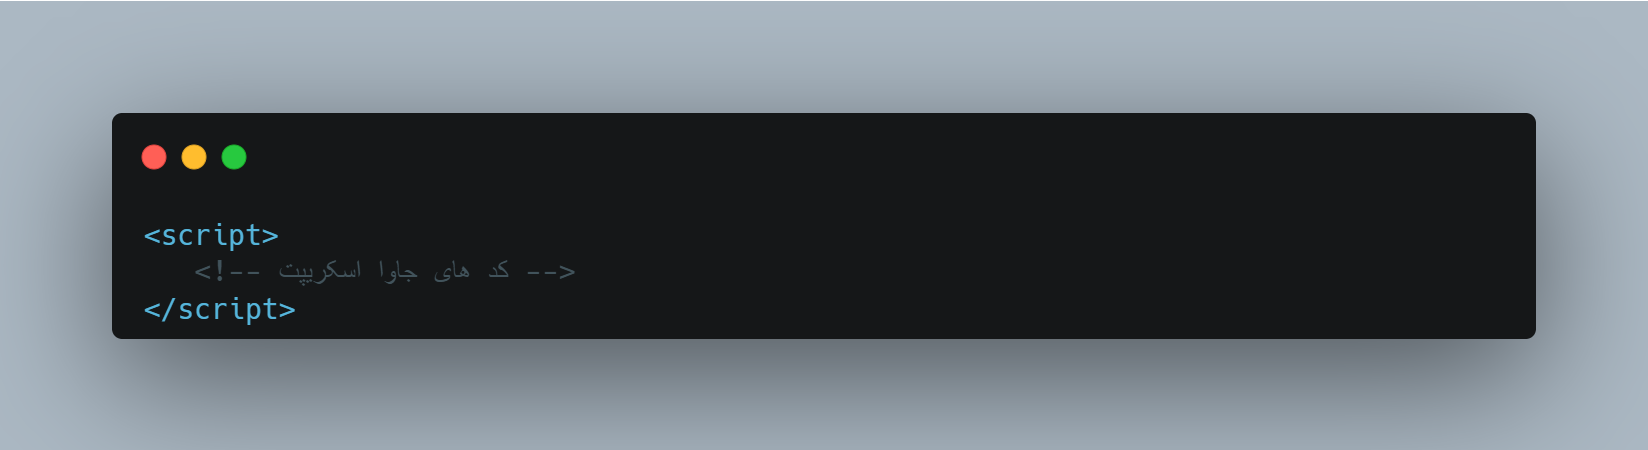 <script>
<!-- کد های جاوا اسکریپت -->
</script>